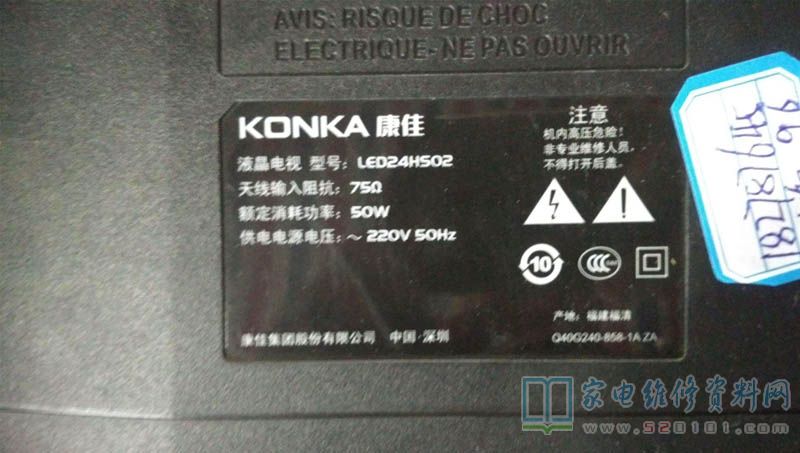 AVIS: RISQUE DE CHOC
ELECTRIQUE- NE PAS OUVRIR
KONKA 康佳
液晶电视 型号: LED24HS02
天线输入阻抗: 75Ω
额定消耗功率: 50W
供电电源电压: ～ 220V 50Hz
康佳集团股份有限公司 中国·深圳
注意
机内高压危险!
非专业维修人员,
不得打开后盖。
10
CCC
产地: 福建福清
Q40G240-858-1A ZA
家电维修资料网
www.520101.com